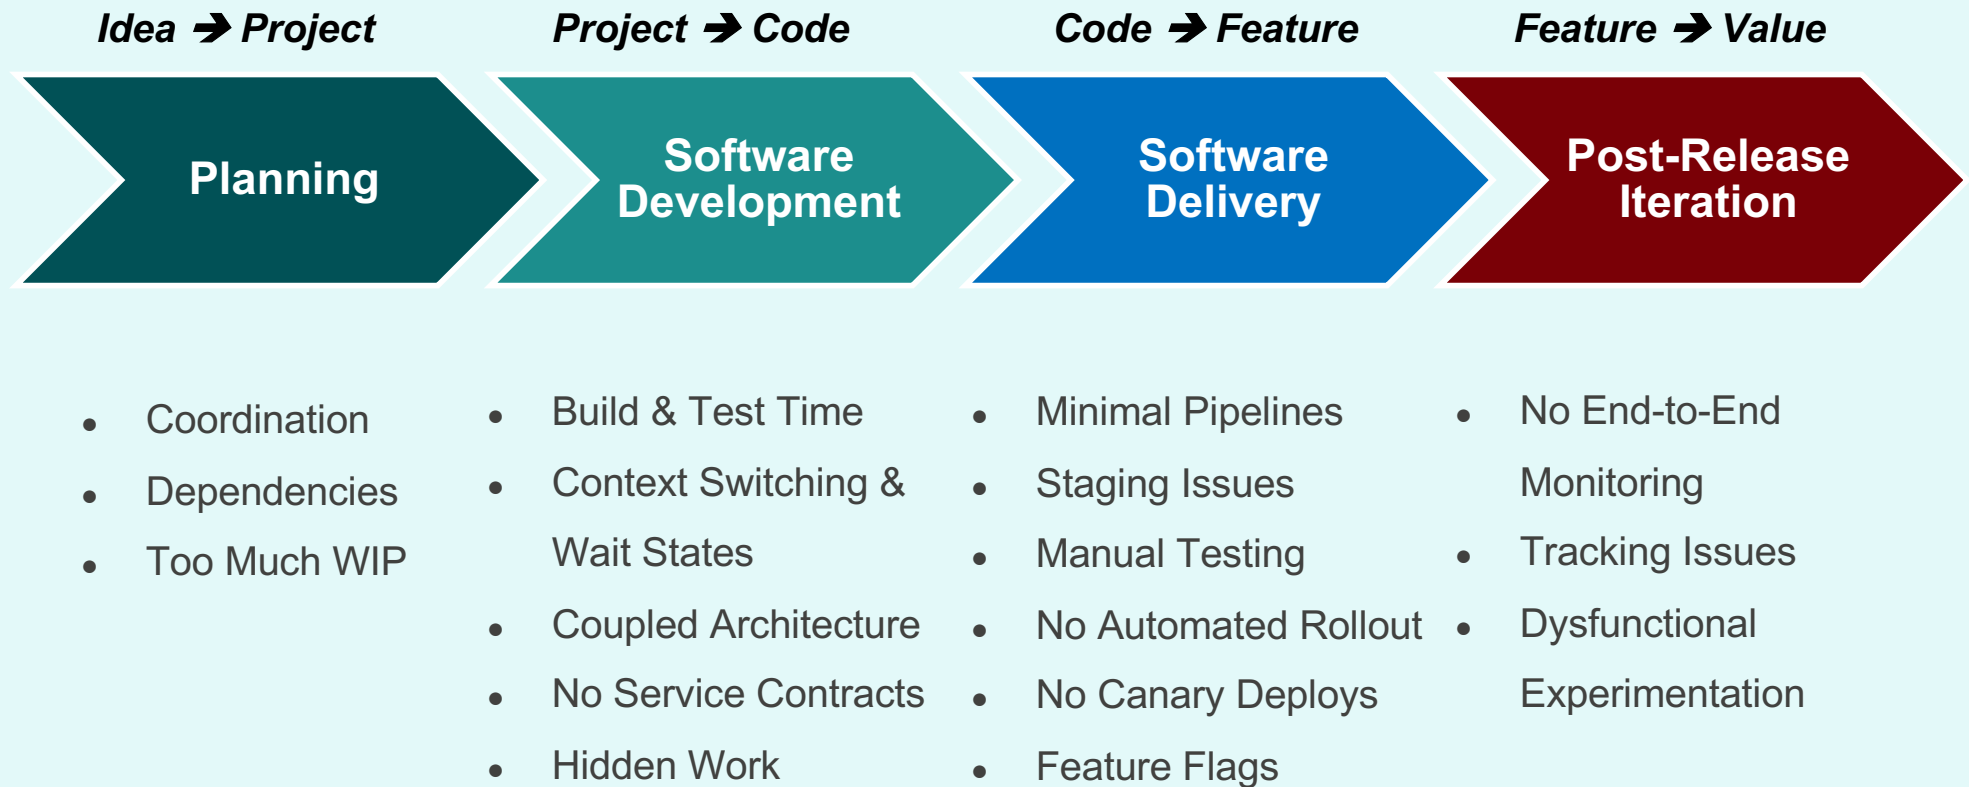 Idea ➔ Project
Project ➔ Code
Code ➔ Feature
Feature ➔ Value
Planning
Software
Development
Software
Delivery
Post-Release
Iteration
• Coordination
• Dependencies
• Too Much WIP
• Build & Test Time
• Context Switching &
Wait States
• Coupled Architecture
• No Service Contracts
• Hidden Work
• Minimal Pipelines
• Staging Issues
• Manual Testing
• No Automated Rollout
• No Canary Deploys
• Feature Flags
• No End-to-End
Monitoring
• Tracking Issues
• Dysfunctional
Experimentation